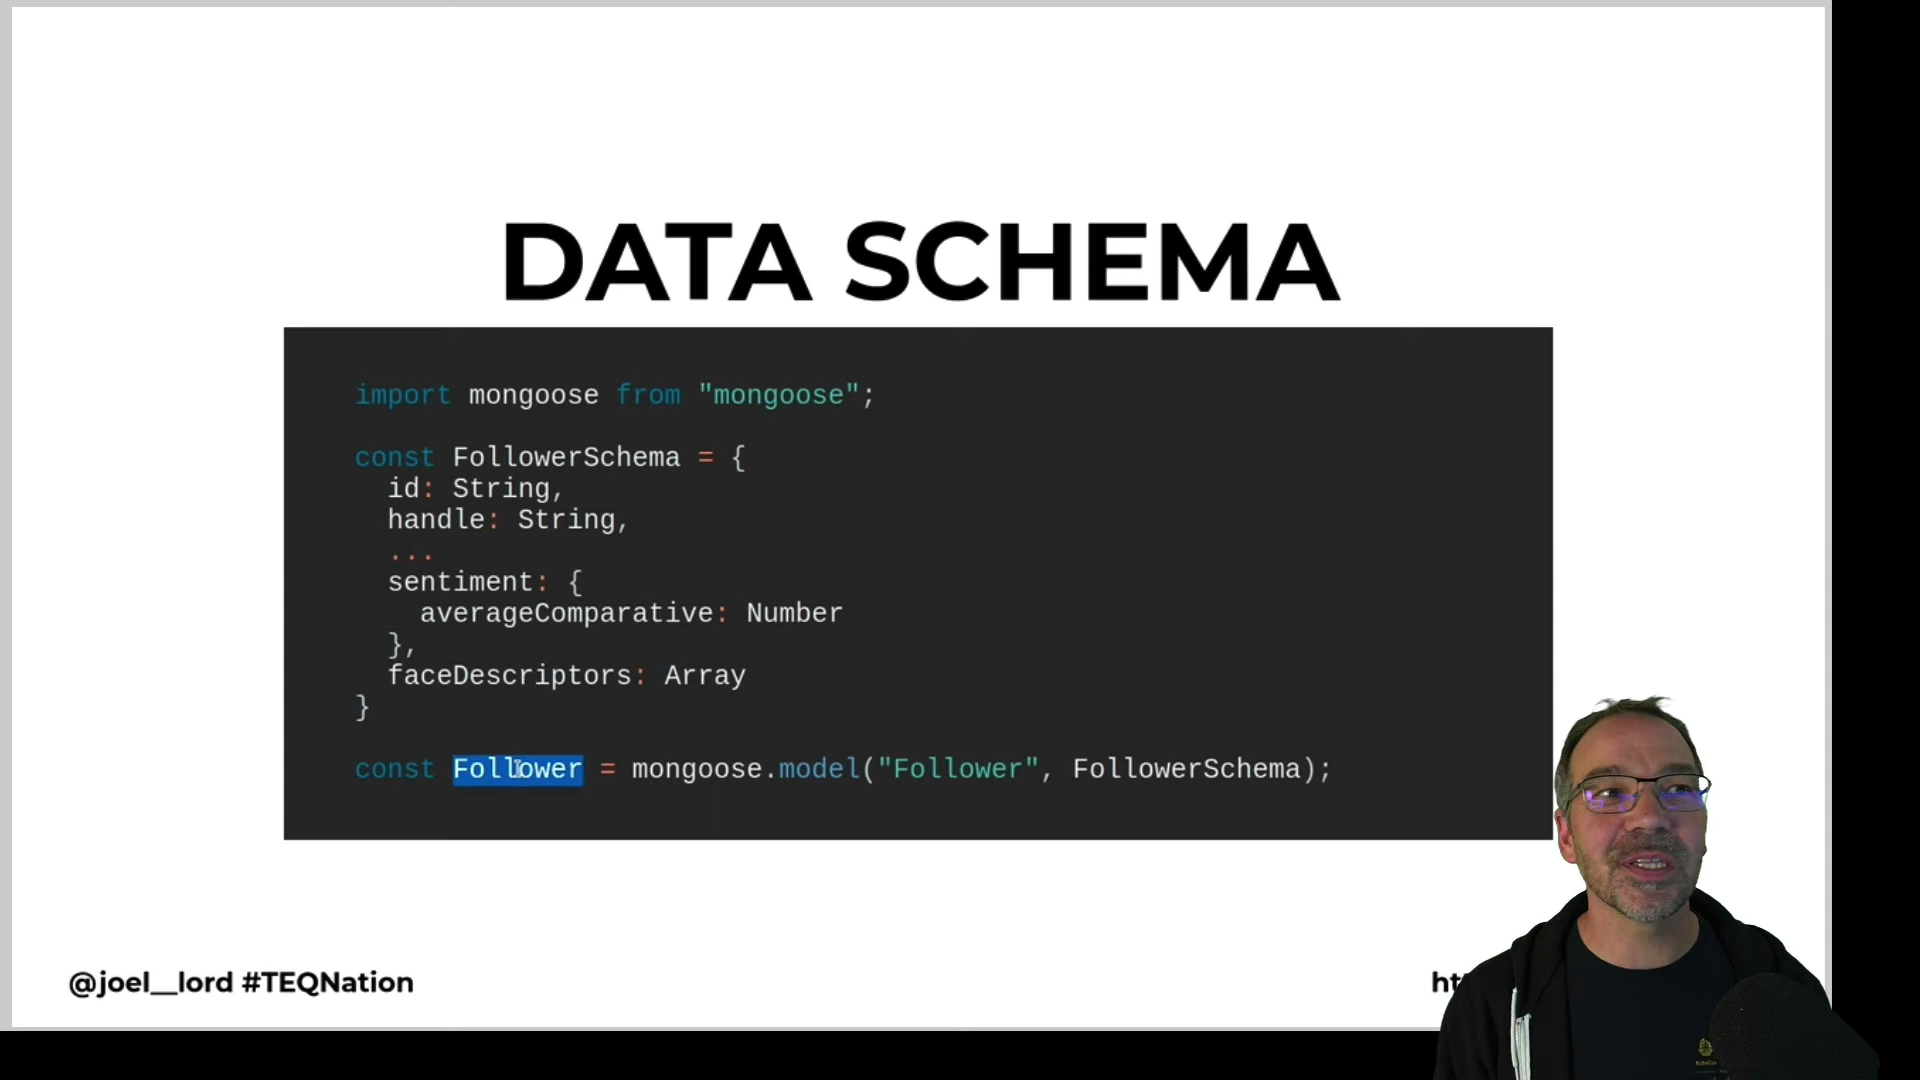 DATA SCHEMA
import mongoose from "mongoose";
const FollowerSchema = {
id: String,
handle: String,
...
sentiment: {
averageComparative: Number
},
faceDescriptors: Array
}
const Follower = mongoose.model("Follower", FollowerSchema);
@joel__lord #TEQNation